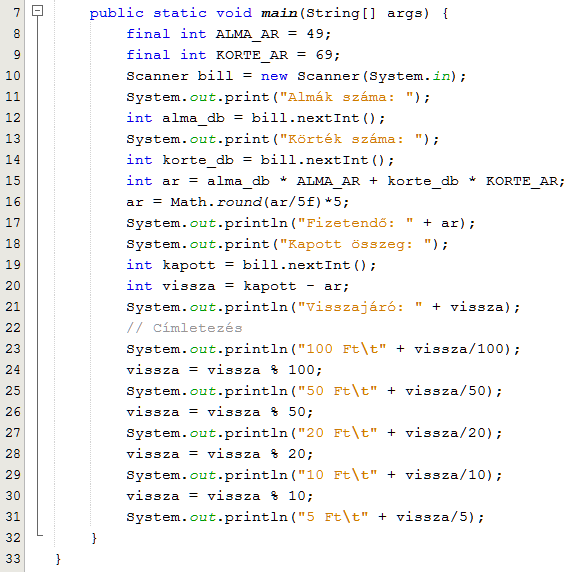 7 public static void main(String[] args) {
8 final int ALMA_AR = 49;
9 final int KORTE_AR = 69;
10 Scanner bill = new Scanner(System.in);
11 System.out.print("Almák száma: ");
12 int alma_db = bill.nextInt();
13 System.out.print("Körték száma: ");
14 int korte_db = bill.nextInt();
15 int ar = alma_db * ALMA_AR + korte_db * KORTE_AR;
16 ar = Math.round(ar/5f)*5;
17 System.out.println("Fizetendő: " + ar);
18 System.out.print("Kapott összeg: ");
19 int kapott = bill.nextInt();
20 int vissza = kapott - ar;
21 System.out.println("Visszajáró: " + vissza);
22 // Címletezés
23 System.out.println("100 Ft\t" + vissza/100);
24 vissza = vissza % 100;
25 System.out.println("50 Ft\t" + vissza/50);
26 vissza = vissza % 50;
27 System.out.println("20 Ft\t" + vissza/20);
28 vissza = vissza % 20;
29 System.out.println("10 Ft\t" + vissza/10);
30 vissza = vissza % 10;
31 System.out.println("5 Ft\t" + vissza/5);
32 }
33 }